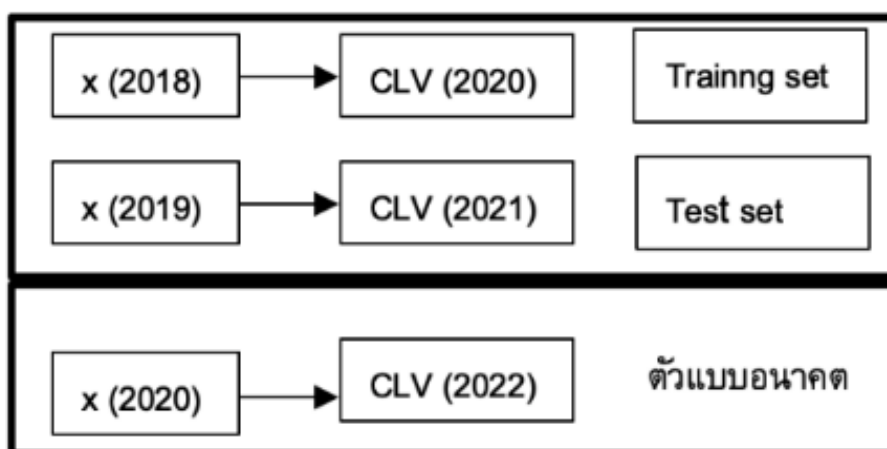 x (2018) CLV (2020) Trainng set
x (2019) CLV (2021) Test set
x (2020) CLV (2022) ตัวแบบอนาคต